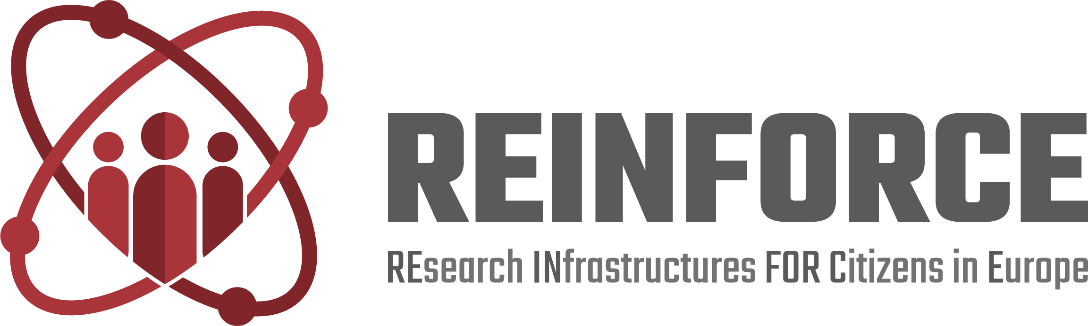 REINFORCE
REsearch INfrastructures FOR Citizens in Europe